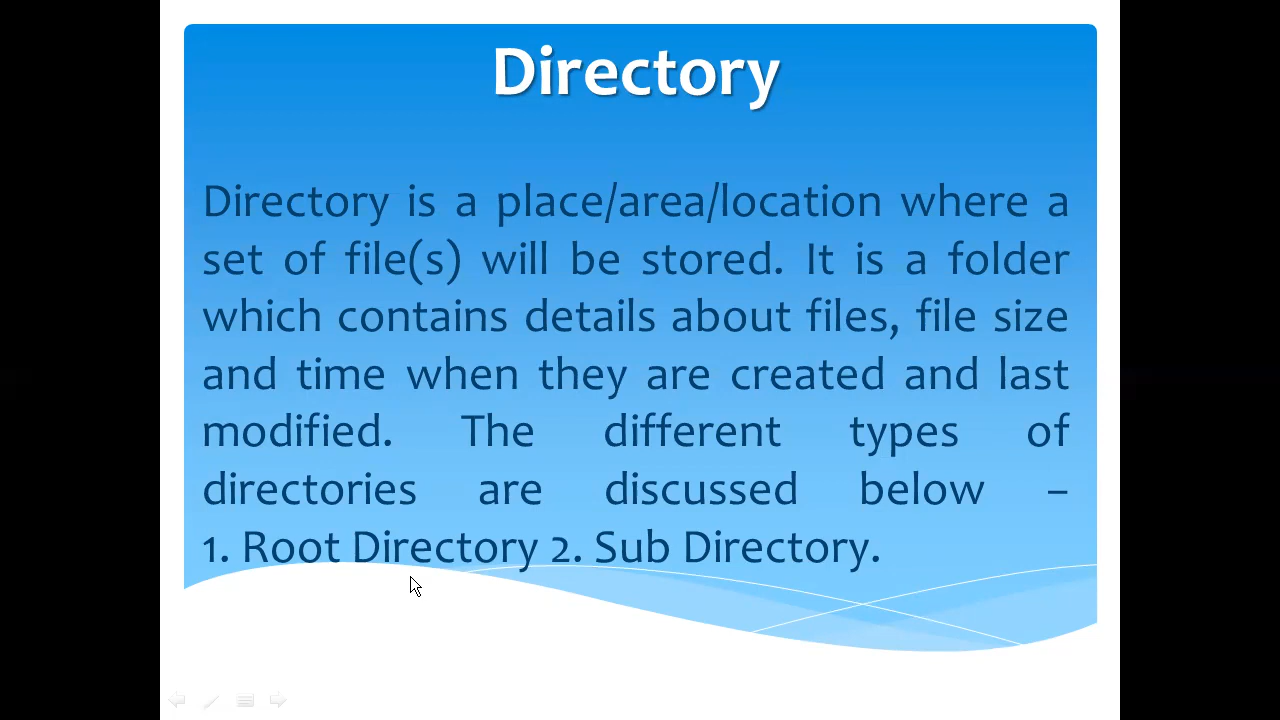 Directory
Directory is a place/area/location where a
set of file(s) will be stored. It is a folder
which contains details about files, file size
and time when they are created and last
modified. The different types of
directories are discussed below –
1. Root Directory 2. Sub Directory.